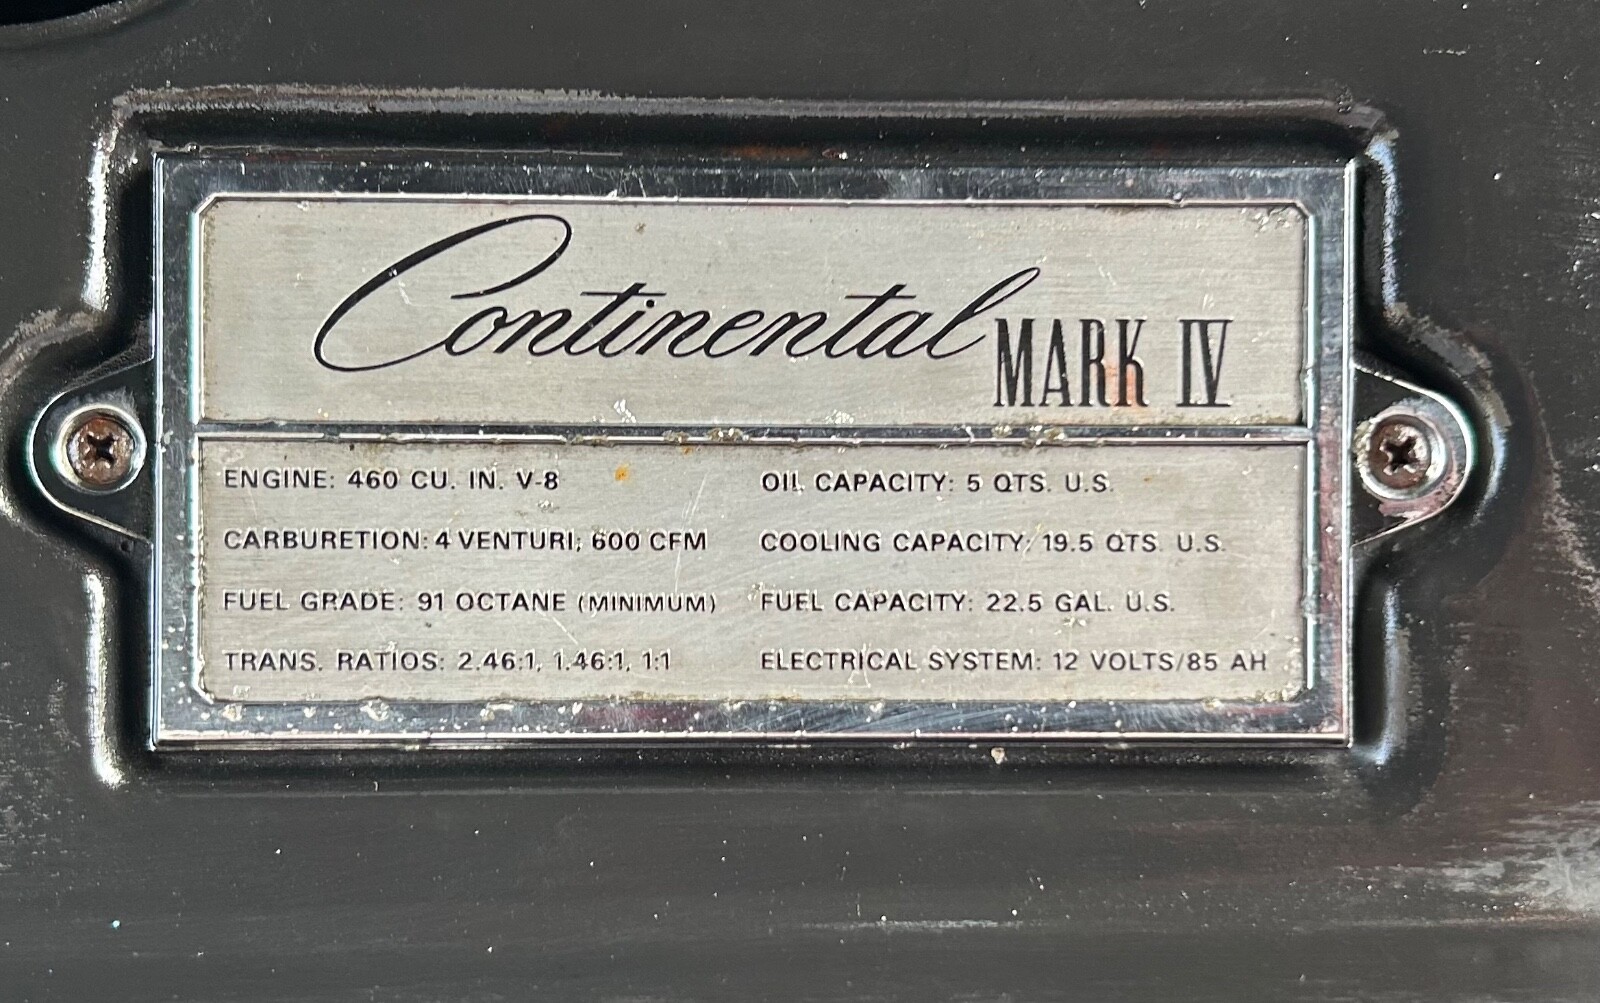 Continental MARK IV
ENGINE: 460 CU. IN. V-8
CARBURETION: 4 VENTURI; 600 CFM
FUEL GRADE: 91 OCTANE (MINIMUM)
TRANS. RATIOS: 2.46:1, 1.46:1, 1:1
OIL CAPACITY: 5 QTS. U.S.
COOLING CAPACITY: 19.5 QTS. U.S.
FUEL CAPACITY: 22.5 GAL. U.S.
ELECTRICAL SYSTEM: 12 VOLTS/85 AH